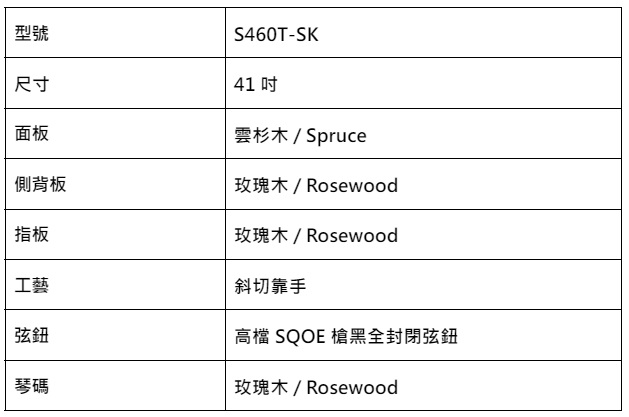 型號 S460T-SK
尺寸 41 吋
面板 雲杉木 / Spruce
側背板 玫瑰木 / Rosewood
指板 玫瑰木 / Rosewood
工藝 斜切靠手
弦鈕 高檔 SQOE 槍黑全封閉弦鈕
琴碼 玫瑰木 / Rosewood